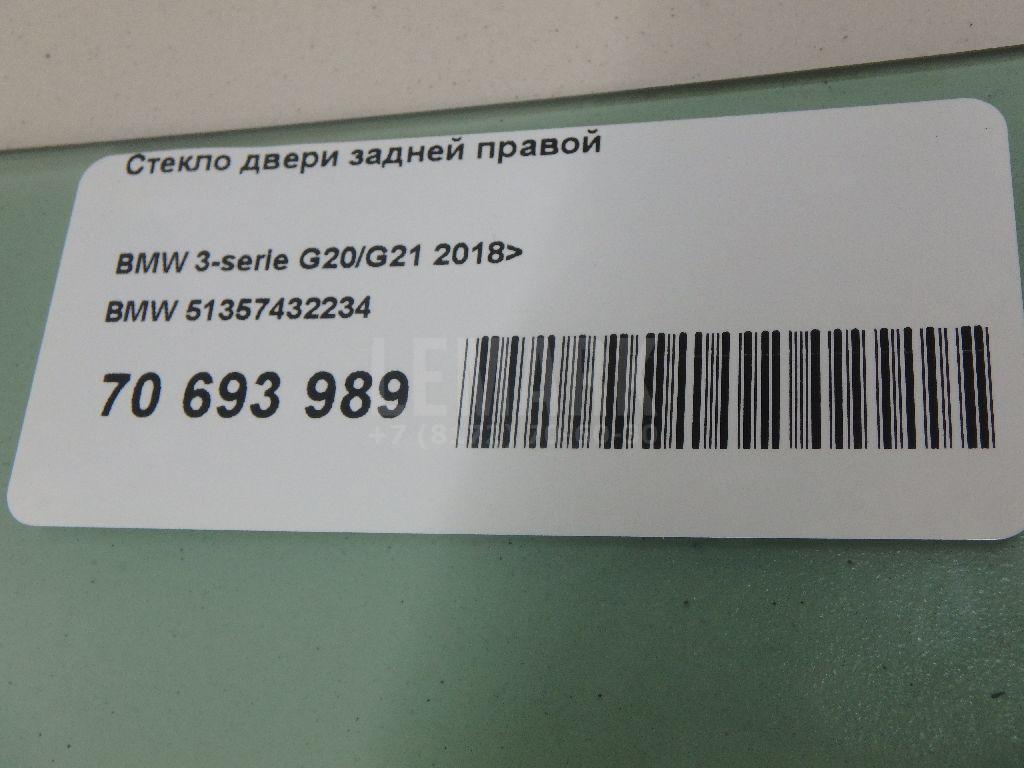 Стекло двери задней правой
BMW 3-serie G20/G21 2018>
BMW 51357432234
70 693 989